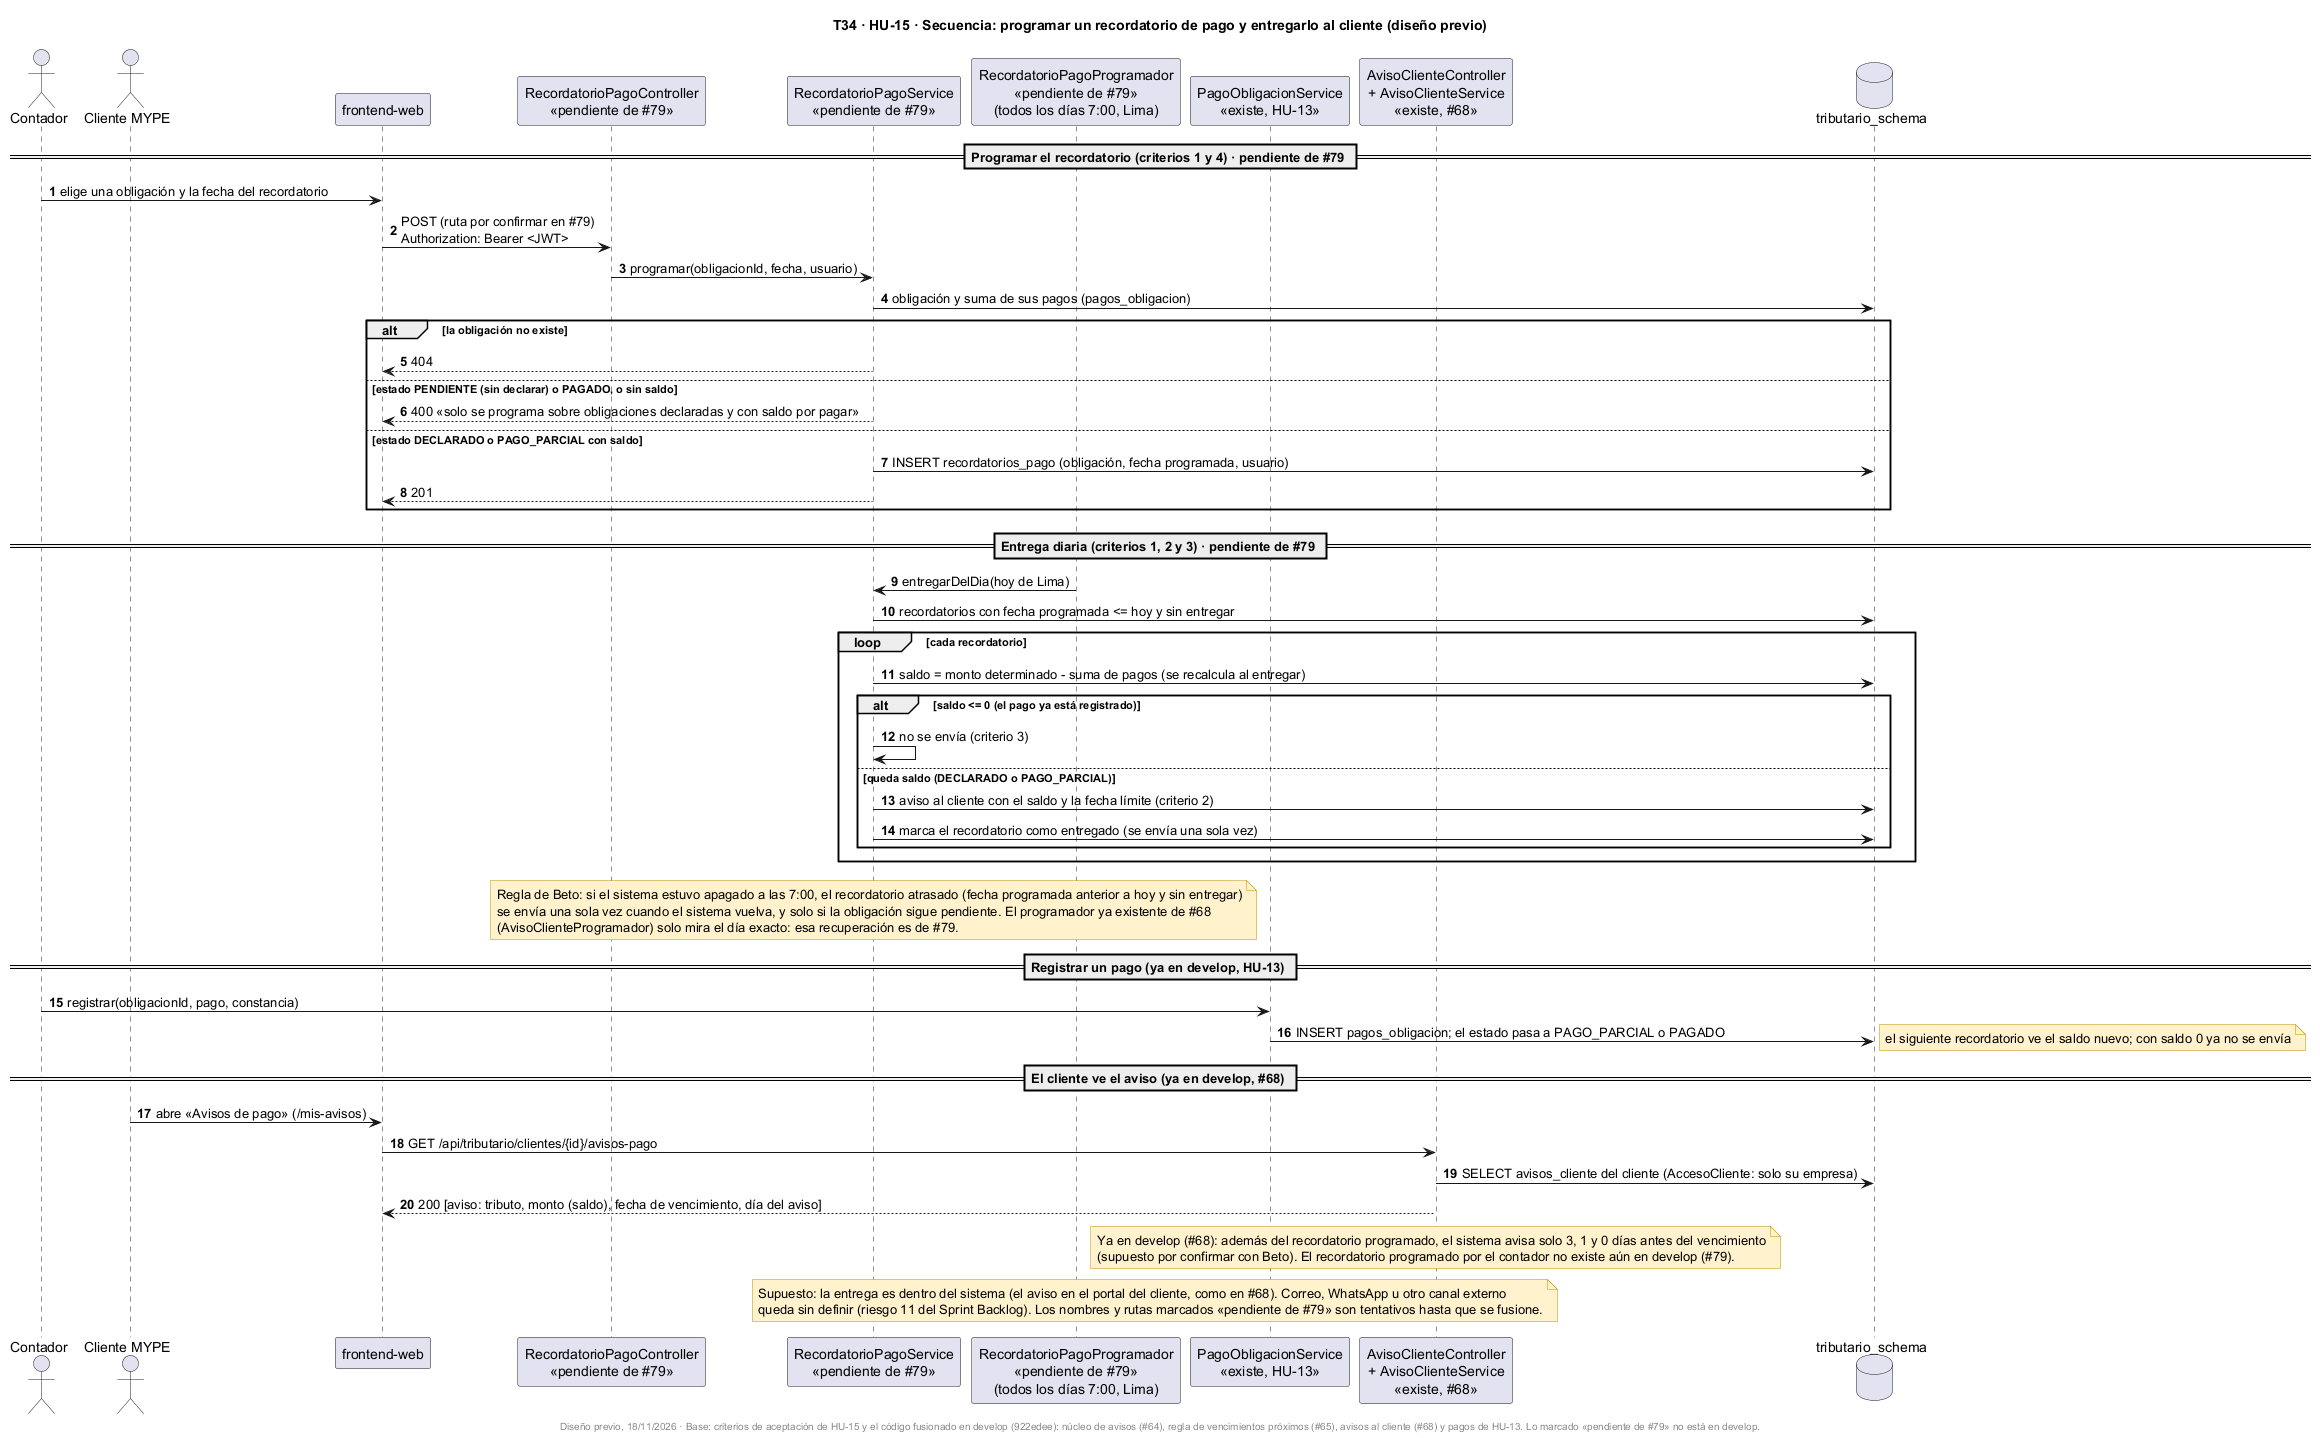 T34 · HU-15 · Secuencia: programar un recordatorio de pago y entregarlo al cliente (diseño previo)
Contador
Cliente MYPE
frontend-web
RecordatorioPagoController
«pendiente de #79»
RecordatorioPagoService
«pendiente de #79»
RecordatorioPagoProgramador
«pendiente de #79»
(todos los días 7:00, Lima)
PagoObligacionService
«existe, HU-13»
AvisoClienteController
+ AvisoClienteService
«existe, #68»
tributario_schema
Programar el recordatorio (criterios 1 y 4) · pendiente de #79
1 elige una obligación y la fecha del recordatorio
2 POST (ruta por confirmar en #79)
Authorization: Bearer <JWT>
3 programar(obligacionId, fecha, usuario)
4 obligación y suma de sus pagos (pagos_obligacion)
alt [la obligación no existe]
5 404
[estado PENDIENTE (sin declarar) o PAGADO, o sin saldo]
6 400 «solo se programa sobre obligaciones declaradas y con saldo por pagar»
[estado DECLARADO o PAGO_PARCIAL con saldo]
7 INSERT recordatorios_pago (obligación, fecha programada, usuario)
8 201
Entrega diaria (criterios 1, 2 y 3) · pendiente de #79
9 entregarDelDia(hoy de Lima)
10 recordatorios con fecha programada <= hoy y sin entregar
loop [cada recordatorio]
11 saldo = monto determinado - suma de pagos (se recalcula al entregar)
alt [saldo <= 0 (el pago ya está registrado)]
12 no se envía (criterio 3)
[queda saldo (DECLARADO o PAGO_PARCIAL)]
13 aviso al cliente con el saldo y la fecha límite (criterio 2)
14 marca el recordatorio como entregado (se envía una sola vez)
Regla de Beto: si el sistema estuvo apagado a las 7:00, el recordatorio atrasado (fecha programada anterior a hoy y sin entregar)
se envía una sola vez cuando el sistema vuelva, y solo si la obligación sigue pendiente. El programador ya existente de #68
(AvisoClienteProgramador) solo mira el día exacto: esa recuperación es de #79.
Registrar un pago (ya en develop, HU-13)
15 registrar(obligacionId, pago, constancia)
16 INSERT pagos_obligacion; el estado pasa a PAGO_PARCIAL o PAGADO
el siguiente recordatorio ve el saldo nuevo; con saldo 0 ya no se envía
El cliente ve el aviso (ya en develop, #68)
17 abre «Avisos de pago» (/mis-avisos)
18 GET /api/tributario/clientes/{id}/avisos-pago
19 SELECT avisos_cliente del cliente (AccesoCliente: solo su empresa)
20 200 [aviso: tributo, monto (saldo), fecha de vencimiento, día del aviso]
Ya en develop (#68): además del recordatorio programado, el sistema avisa solo 3, 1 y 0 días antes del vencimiento
(supuesto por confirmar con Beto). El recordatorio programado por el contador no existe aún en develop (#79).
Supuesto: la entrega es dentro del sistema (el aviso en el portal del cliente, como en #68). Correo, WhatsApp u otro canal externo
queda sin definir (riesgo 11 del Sprint Backlog). Los nombres y rutas marcados «pendiente de #79» son tentativos hasta que se fusione.
Contador
Cliente MYPE
frontend-web
RecordatorioPagoController
«pendiente de #79»
RecordatorioPagoService
«pendiente de #79»
RecordatorioPagoProgramador
«pendiente de #79»
(todos los días 7:00, Lima)
PagoObligacionService
«existe, HU-13»
AvisoClienteController
+ AvisoClienteService
«existe, #68»
tributario_schema
Diseño previo, 18/11/2026 · Base: criterios de aceptación de HU-15 y el código fusionado en develop (922edee): núcleo de avisos (#64), regla de vencimientos próximos (#65), avisos al cliente (#68) y pagos de HU-13. Lo marcado «pendiente de #79» no está en develop.